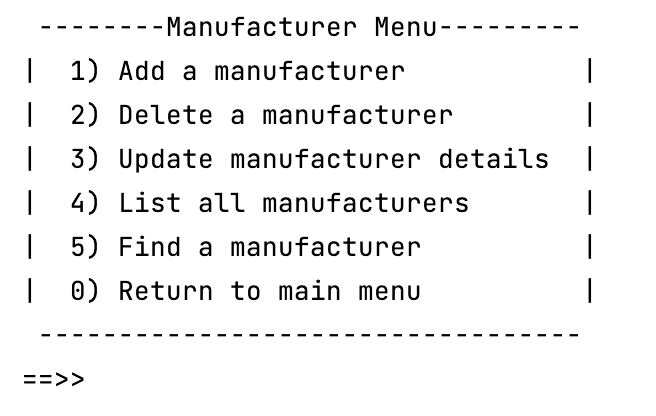 --------Manufacturer Menu---------
|  1) Add a manufacturer           |
|  2) Delete a manufacturer        |
|  3) Update manufacturer details  |
|  4) List all manufacturers       |
|  5) Find a manufacturer          |
|  0) Return to main menu          |
 ----------------------------------
==>>